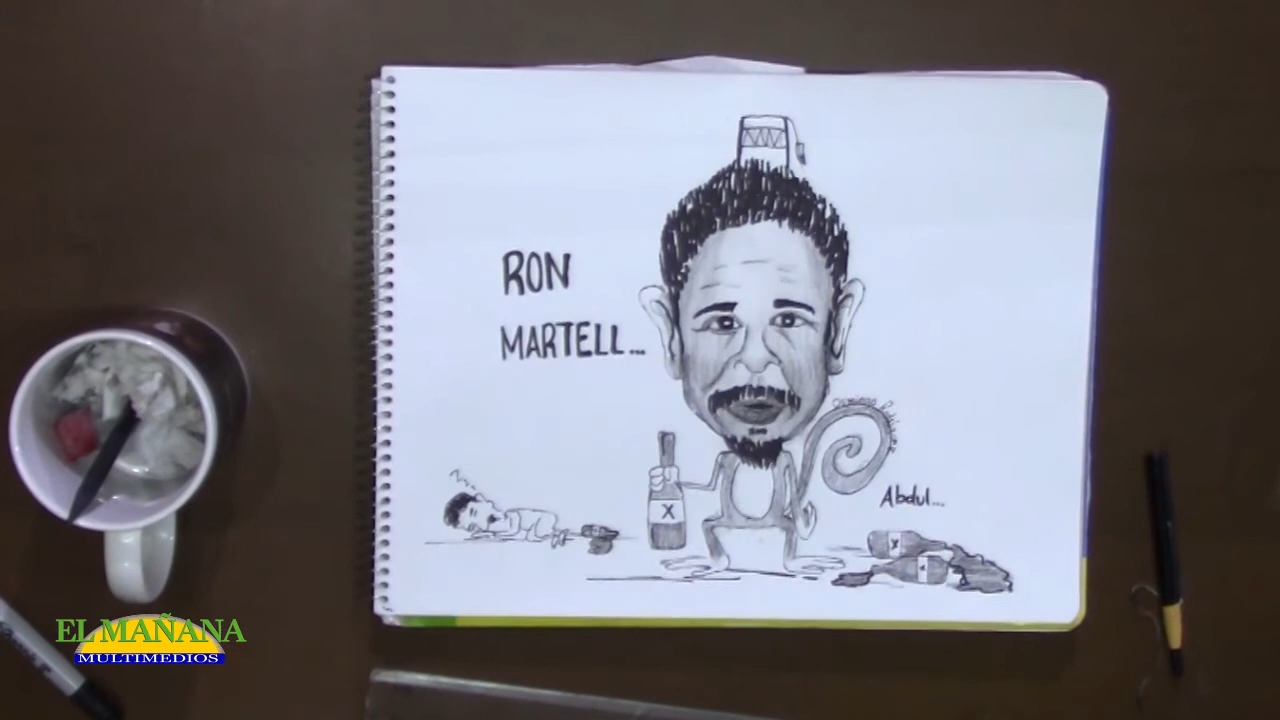 RON
MARTELL...
Abdul...
X
X
X
EL MAÑANA
MULTIMEDIOS